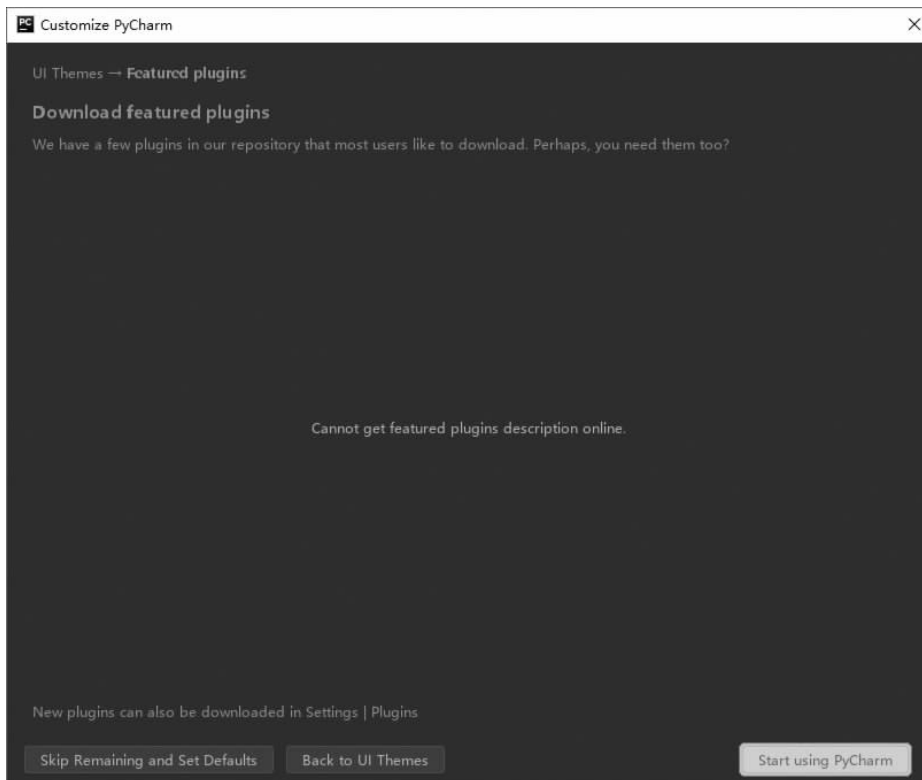 PC Customize PyCharm
UI Themes → Featured plugins
Download featured plugins
We have a few plugins in our repository that most users like to download. Perhaps, you need them too?
Cannot get featured plugins description online.
New plugins can also be downloaded in Settings | Plugins
Skip Remaining and Set Defaults Back to UI Themes Start using PyCharm